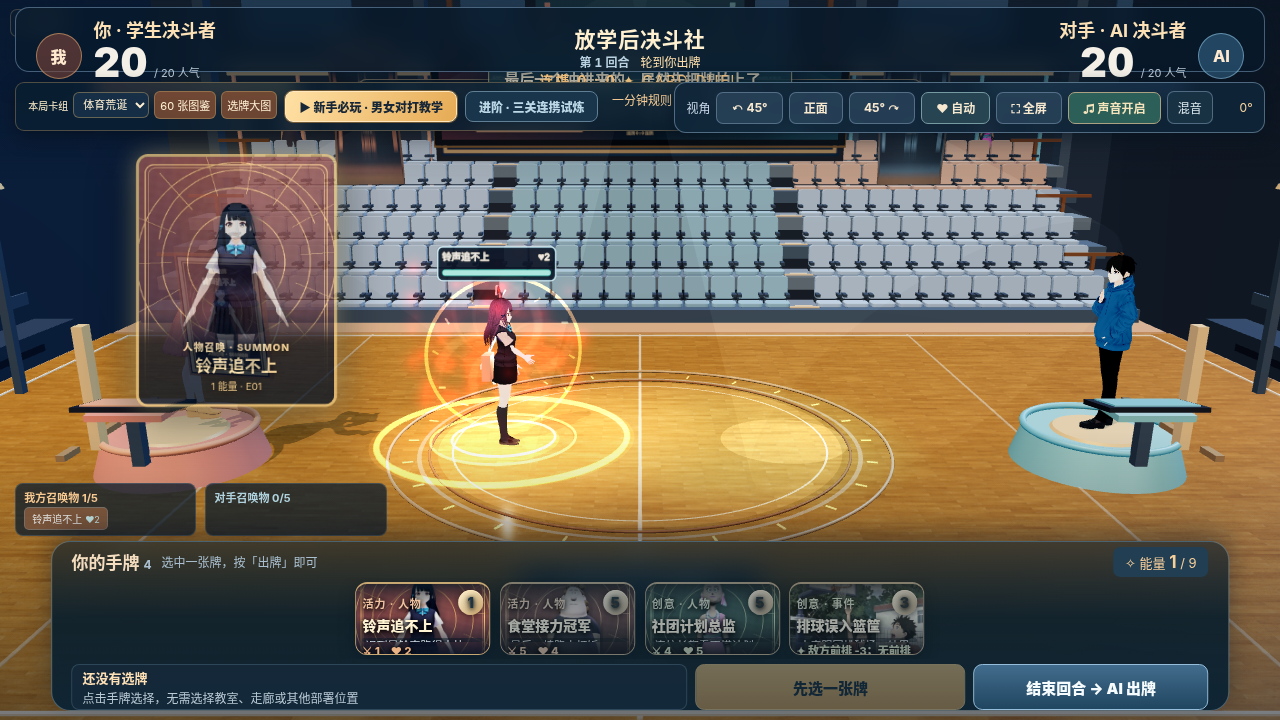 我
你 · 学生决斗者
20 / 20 人气
放学后决斗社
第 1 回合 轮到你出牌
对手 · AI 决斗者
20 / 20 人气
AI
本局卡组 体育荒诞 60 张图鉴 选牌大图 ▶ 新手必玩 · 男女对打教学 进阶 · 三关连携试炼 一分钟规则
视角 ↶ 45° 正面 45° ↷ ♥ 自动 ⛶ 全屏 ♫ 声音开启 混音 0°
铃声追不上 ♥2
人物召唤 · SUMMON
铃声追不上
1 能量 · E01
我方召唤物 1/5
铃声追不上 ♥2
对手召唤物 0/5
你的手牌 4 选中一张牌，按「出牌」即可
✧ 能量 1 / 9
活力 · 人物 1
铃声追不上
⚔ 1 ♥ 2
活力 · 人物 5
食堂接力冠军
⚔ 5 ♥ 4
创意 · 人物 5
社团计划总监
⚔ 4 ♥ 5
创意 · 事件 3
排球误入篮筐
✦ 敌方前排 -3；无前排
还没有选牌
点击手牌选择，无需选择教室、走廊或其他部署位置
先选一张牌
结束回合 → AI 出牌